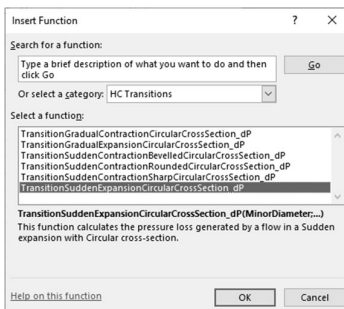 Insert Function ? ×
Search for a function:
Type a brief description of what you want to do and then
click Go
Go
Or select a category: HC Transitions
Select a function:
TransitionGradualContractionCircularCrossSection_dP
TransitionGradualExpansionCircularCrossSection_dP
TransitionSuddenContractionBevelledCircularCrossSection_dP
TransitionSuddenContractionRoundedCircularCrossSection_dP
TransitionSuddenContractionSharpCircularCrossSection_dP
TransitionSuddenExpansionCircularCrossSection_dP
TransitionSuddenExpansionCircularCrossSection_dP(MinorDiameter;...)
This function calculates the pressure loss generated by a flow in a Sudden
expansion with Circular cross-section.
Help on this function
OK Cancel